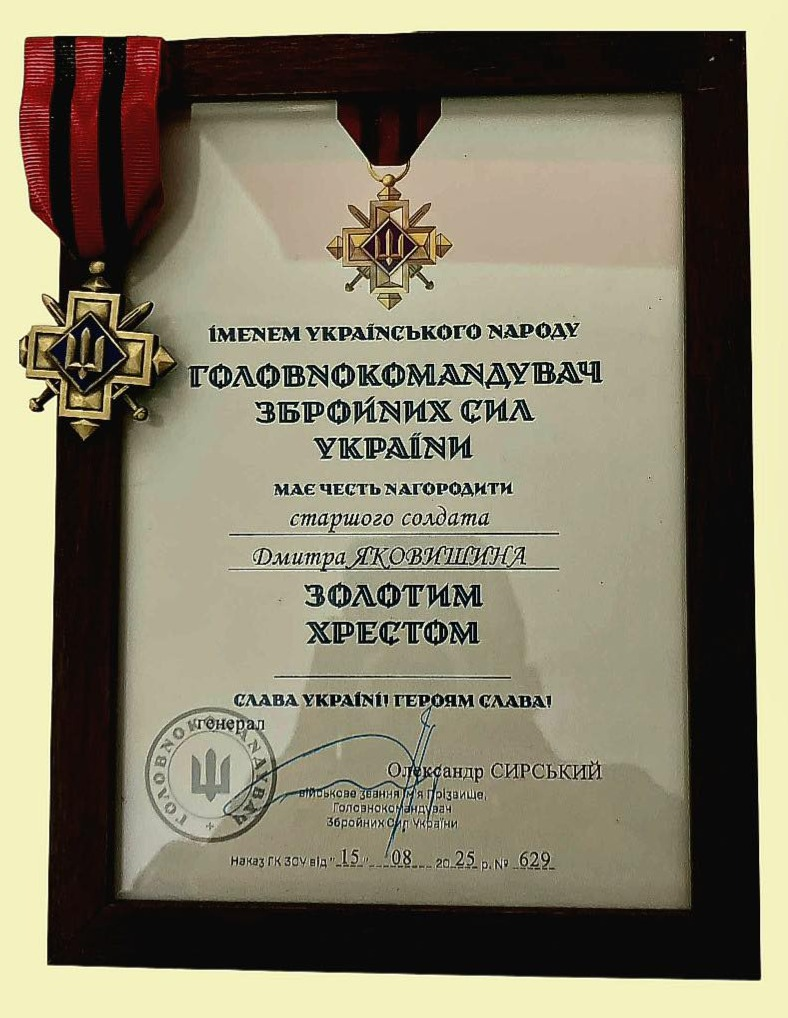 ІМЕНЕМ УКРАЇНСЬКОГО НАРОДУ
ГОЛОВНОКОМАНДУВАЧ
ЗБРОЙНИХ СИЛ
УКРАЇНИ
МАЄ ЧЕСТЬ НАГОРОДИТИ
старшого солдата
Дмитра ЯКОВИШИНА
ЗОЛОТИМ
ХРЕСТОМ
СЛАВА УКРАЇНІ! ГЕРОЯМ СЛАВА!
генерал
ГОЛОВНОКОМАНДУВАЧ
Олександр СИРСЬКИЙ
військове звання Ім'я Прізвище,
Головнокомандувач
Збройних Сил України
Наказ ГК ЗСУ від "15" 08 2025 р. № 629